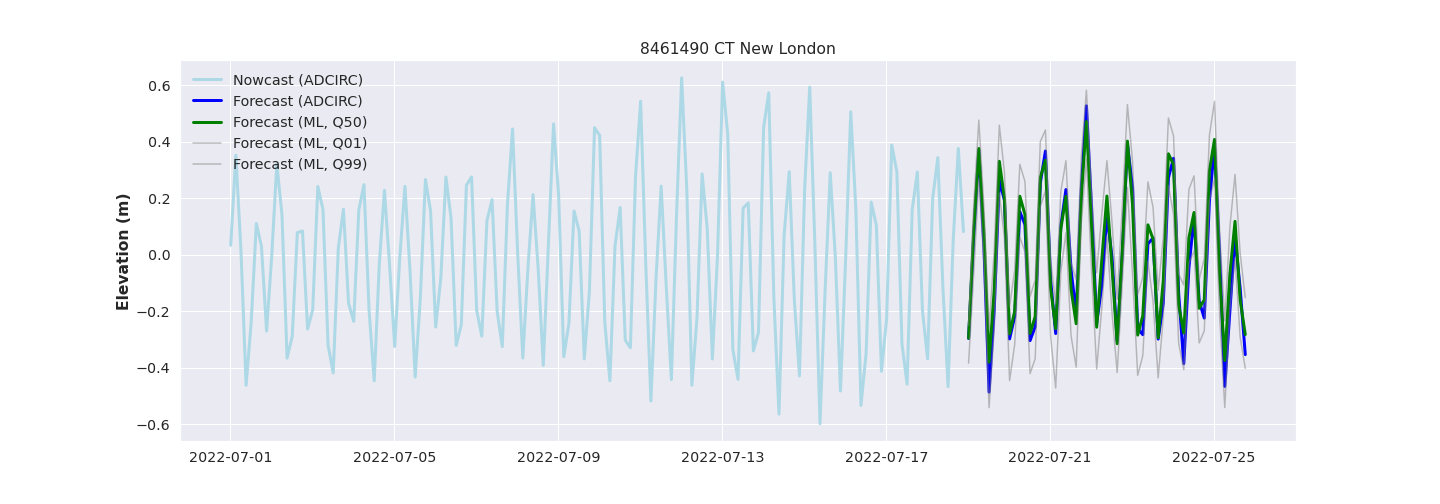 8461490 CT New London
Nowcast (ADCIRC)
Forecast (ADCIRC)
Forecast (ML, Q50)
Forecast (ML, Q01)
Forecast (ML, Q99)
Elevation (m)
0.6
0.4
0.2
0.0
−0.2
−0.4
−0.6
2022-07-01 2022-07-05 2022-07-09 2022-07-13 2022-07-17 2022-07-21 2022-07-25